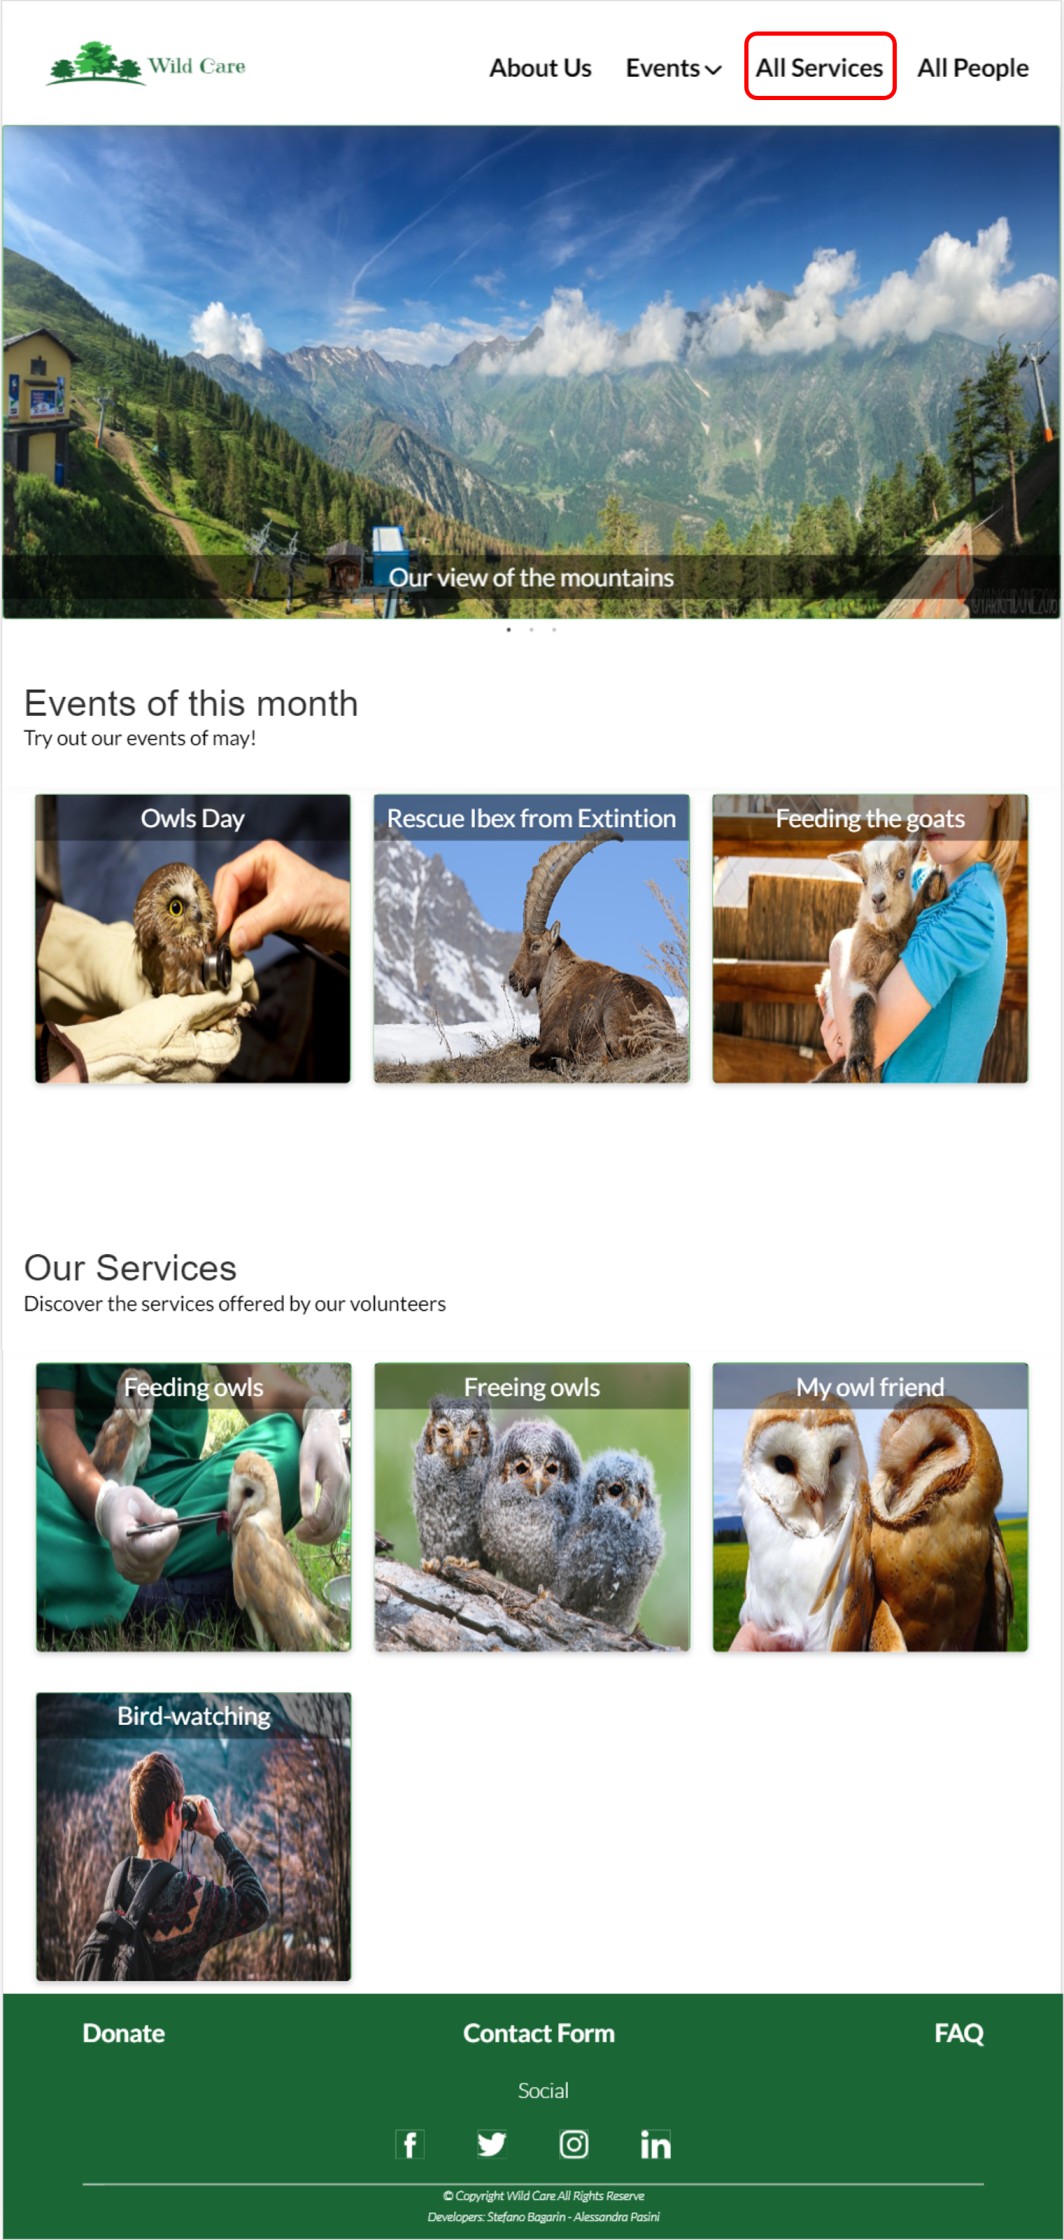 Wild Care
About Us
Events
All Services
All People
Our view of the mountains
Events of this month
Try out our events of may!
Owls Day
Rescue Ibex from Extintion
Feeding the goats
Our Services
Discover the services offered by our volunteers
Feeding owls
Freeing owls
My owl friend
Bird-watching
Donate
Contact Form
FAQ
Social
© Copyright Wild Care All Rights Reserve
Developers: Stefano Bagarin - Alessandra Pasini